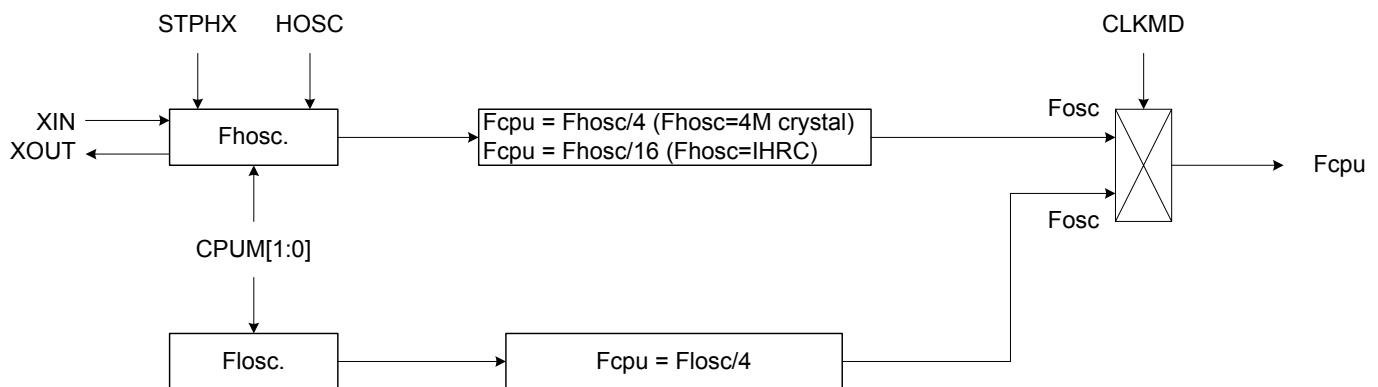 STPHX HOSC
CLKMD
XIN
XOUT
Fhosc.
Fcpu = Fhosc/4 (Fhosc=4M crystal)
Fcpu = Fhosc/16 (Fhosc=IHRC)
Fosc
Fcpu
Fosc
CPUM[1:0]
Flosc.
Fcpu = Flosc/4